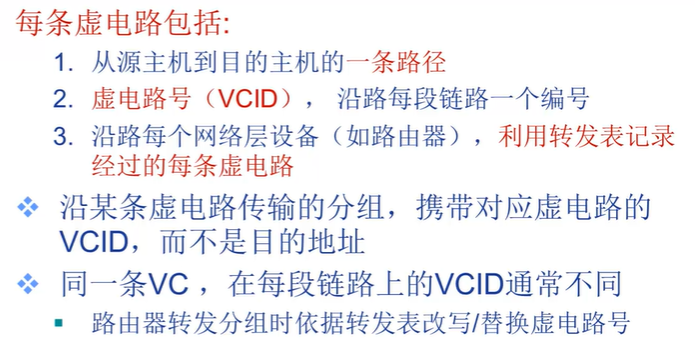 每条虚电路包括:
1. 从源主机到目的主机的一条路径
2. 虚电路号（VCID），沿路每段链路一个编号
3. 沿路每个网络层设备（如路由器），利用转发表记录
经过的每条虚电路
沿某条虚电路传输的分组，携带对应虚电路的
VCID，而不是目的地址
同一条VC ，在每段链路上的VCID通常不同
路由器转发分组时依据转发表改写/替换虚电路号